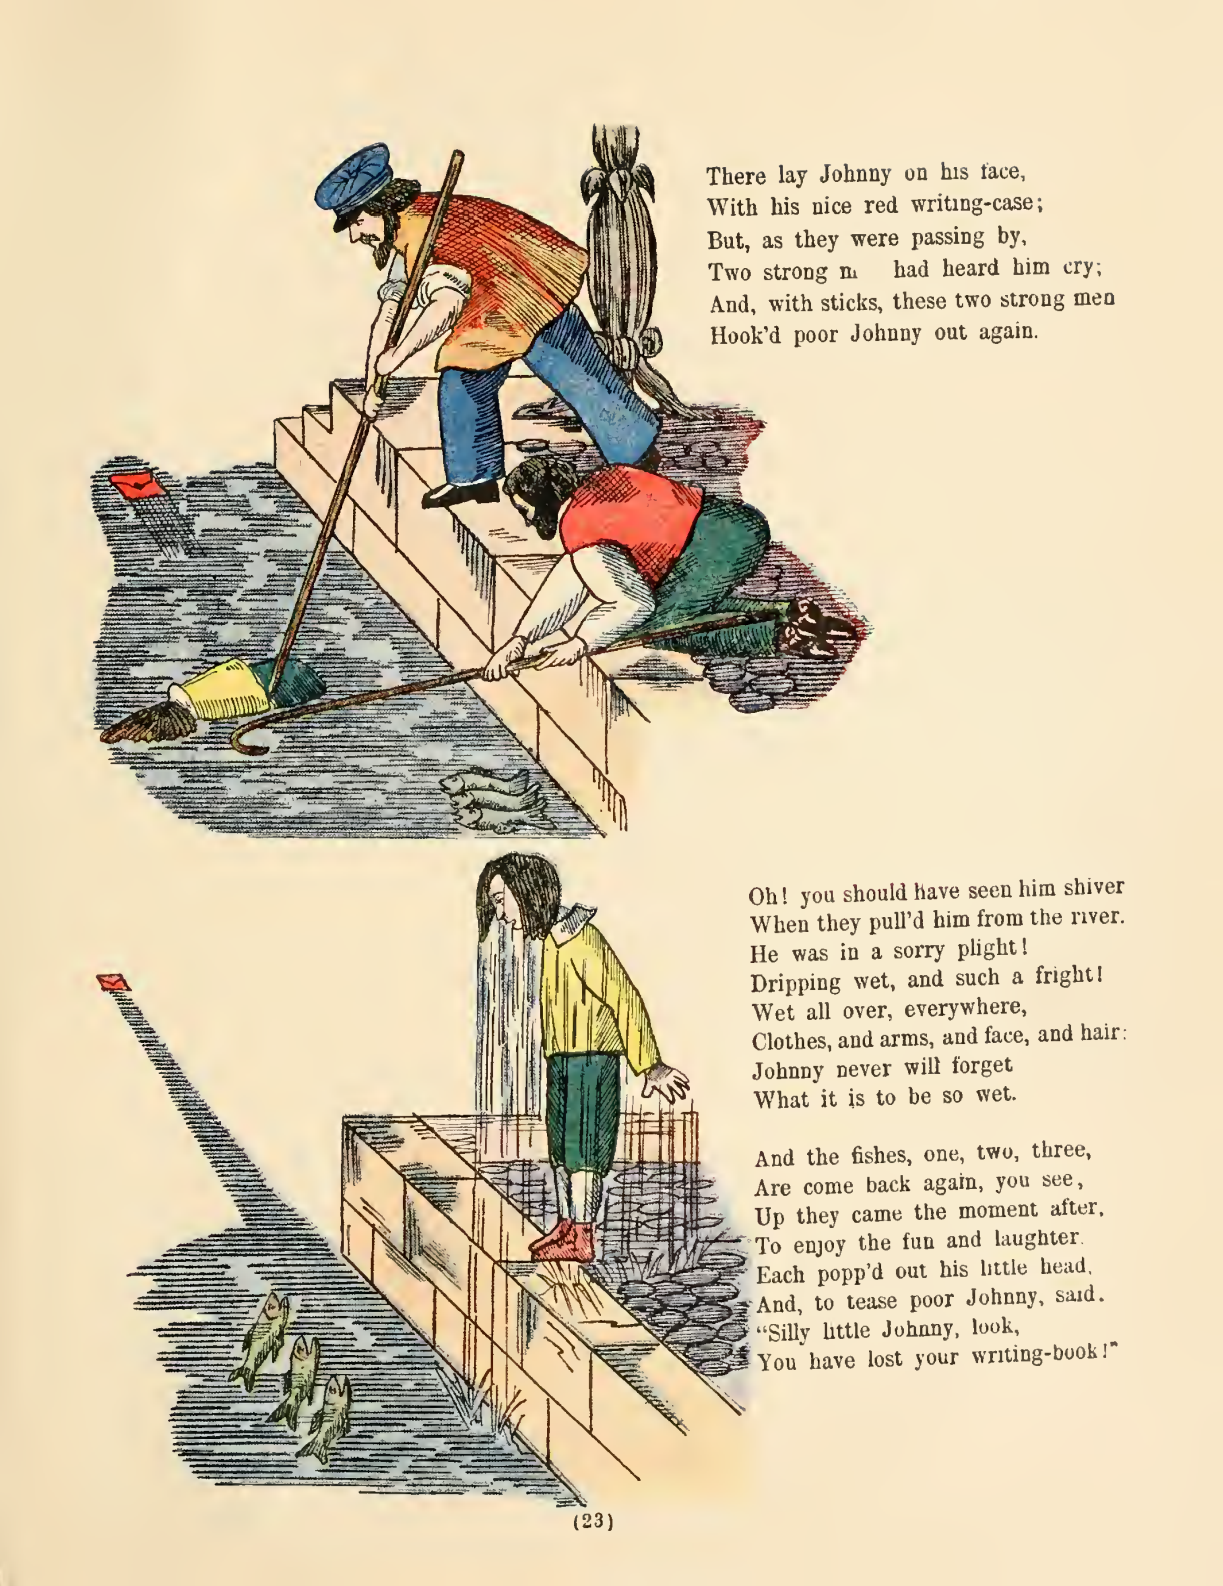 There lay Johnny on his face,
With his nice red writing-case;
But, as they were passing by,
Two strong m had heard him cry;
And, with sticks, these two strong men
Hook'd poor Johnny out again.
Oh! you should have seen him shiver
When they pull'd him from the river.
He was in a sorry plight!
Dripping wet, and such a fright!
Wet all over, everywhere,
Clothes, and arms, and face, and hair:
Johnny never will forget
What it is to be so wet.
And the fishes, one, two, three,
Are come back again, you see,
Up they came the moment after,
To enjoy the fun and laughter.
Each popp'd out his little head,
And, to tease poor Johnny, said.
“Silly little Johnny, look,
You have lost your writing-book!”
(23)